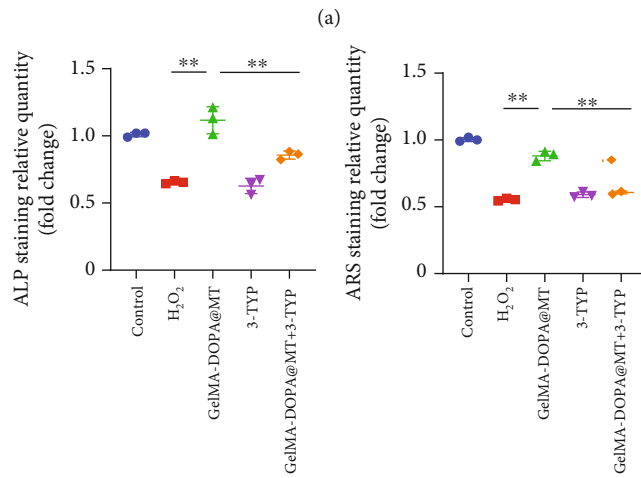 (a)
ALP staining relative quantity
(fold change)
1.5
1.0
0.5
0
**
**
Control
H₂O₂
GelMA-DOPA@MT
3-TYP
GelMA-DOPA@MT+3-TYP
ARS staining relative quantity
(fold change)
1.5
1.0
0.5
0
**
**
Control
H₂O₂
GelMA-DOPA@MT
3-TYP
GelMA-DOPA@MT+3-TYP